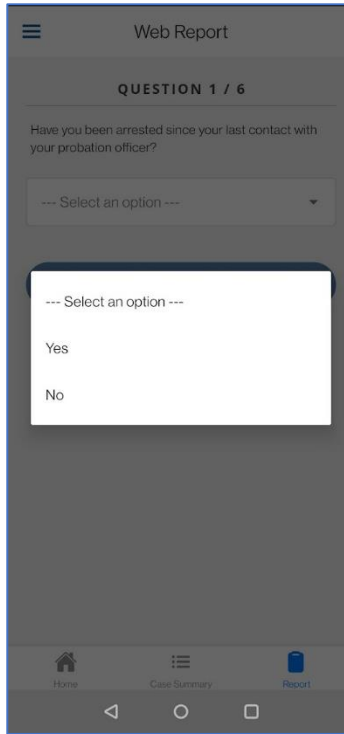 Web Report
QUESTION 1 / 6
Have you been arrested since your last contact with
your probation officer?
--- Select an option ---
--- Select an option ---
Yes
No
Home
Case Summary
Report